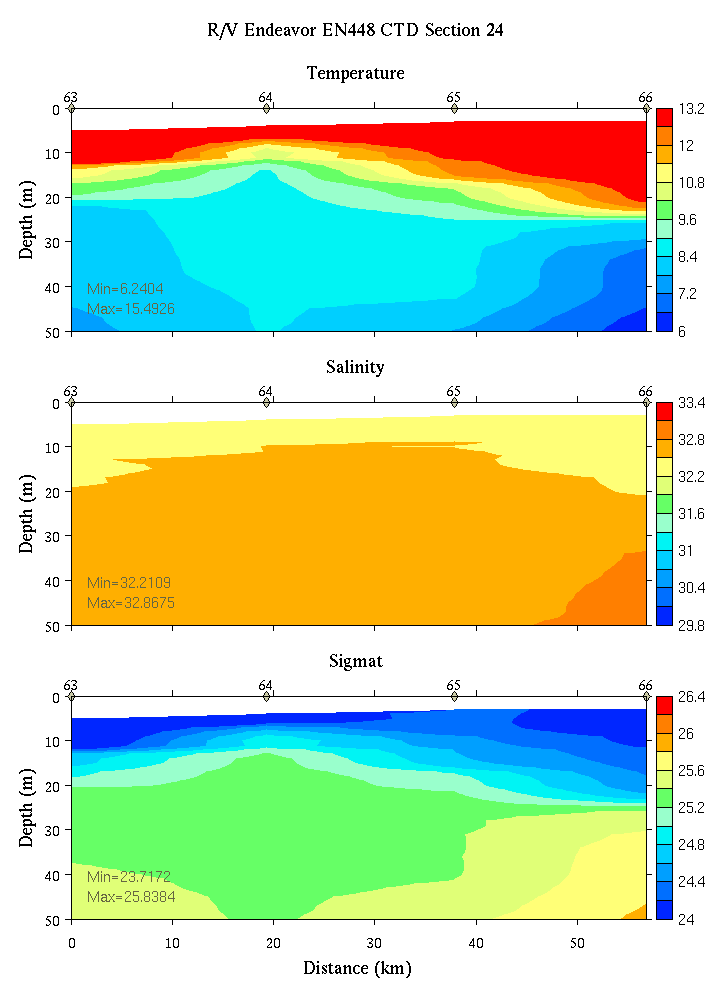 R/V Endeavor EN448 CTD Section 24
Temperature
63 64 65 66
0 13.2
10 12
20 10.8
Depth (m)
30 9.6
40 8.4
50 7.2
6
Min=6.2404
Max=15.4926
Salinity
63 64 65 66
0 33.4
10 32.8
20 32.2
Depth (m)
30 31.6
40 31
50 30.4
29.8
Min=32.2109
Max=32.8675
Sigmat
63 64 65 66
0 26.4
10 26
20 25.6
Depth (m)
30 25.2
40 24.8
50 24.4
24
Min=23.7172
Max=25.8384
0 10 20 30 40 50
Distance (km)